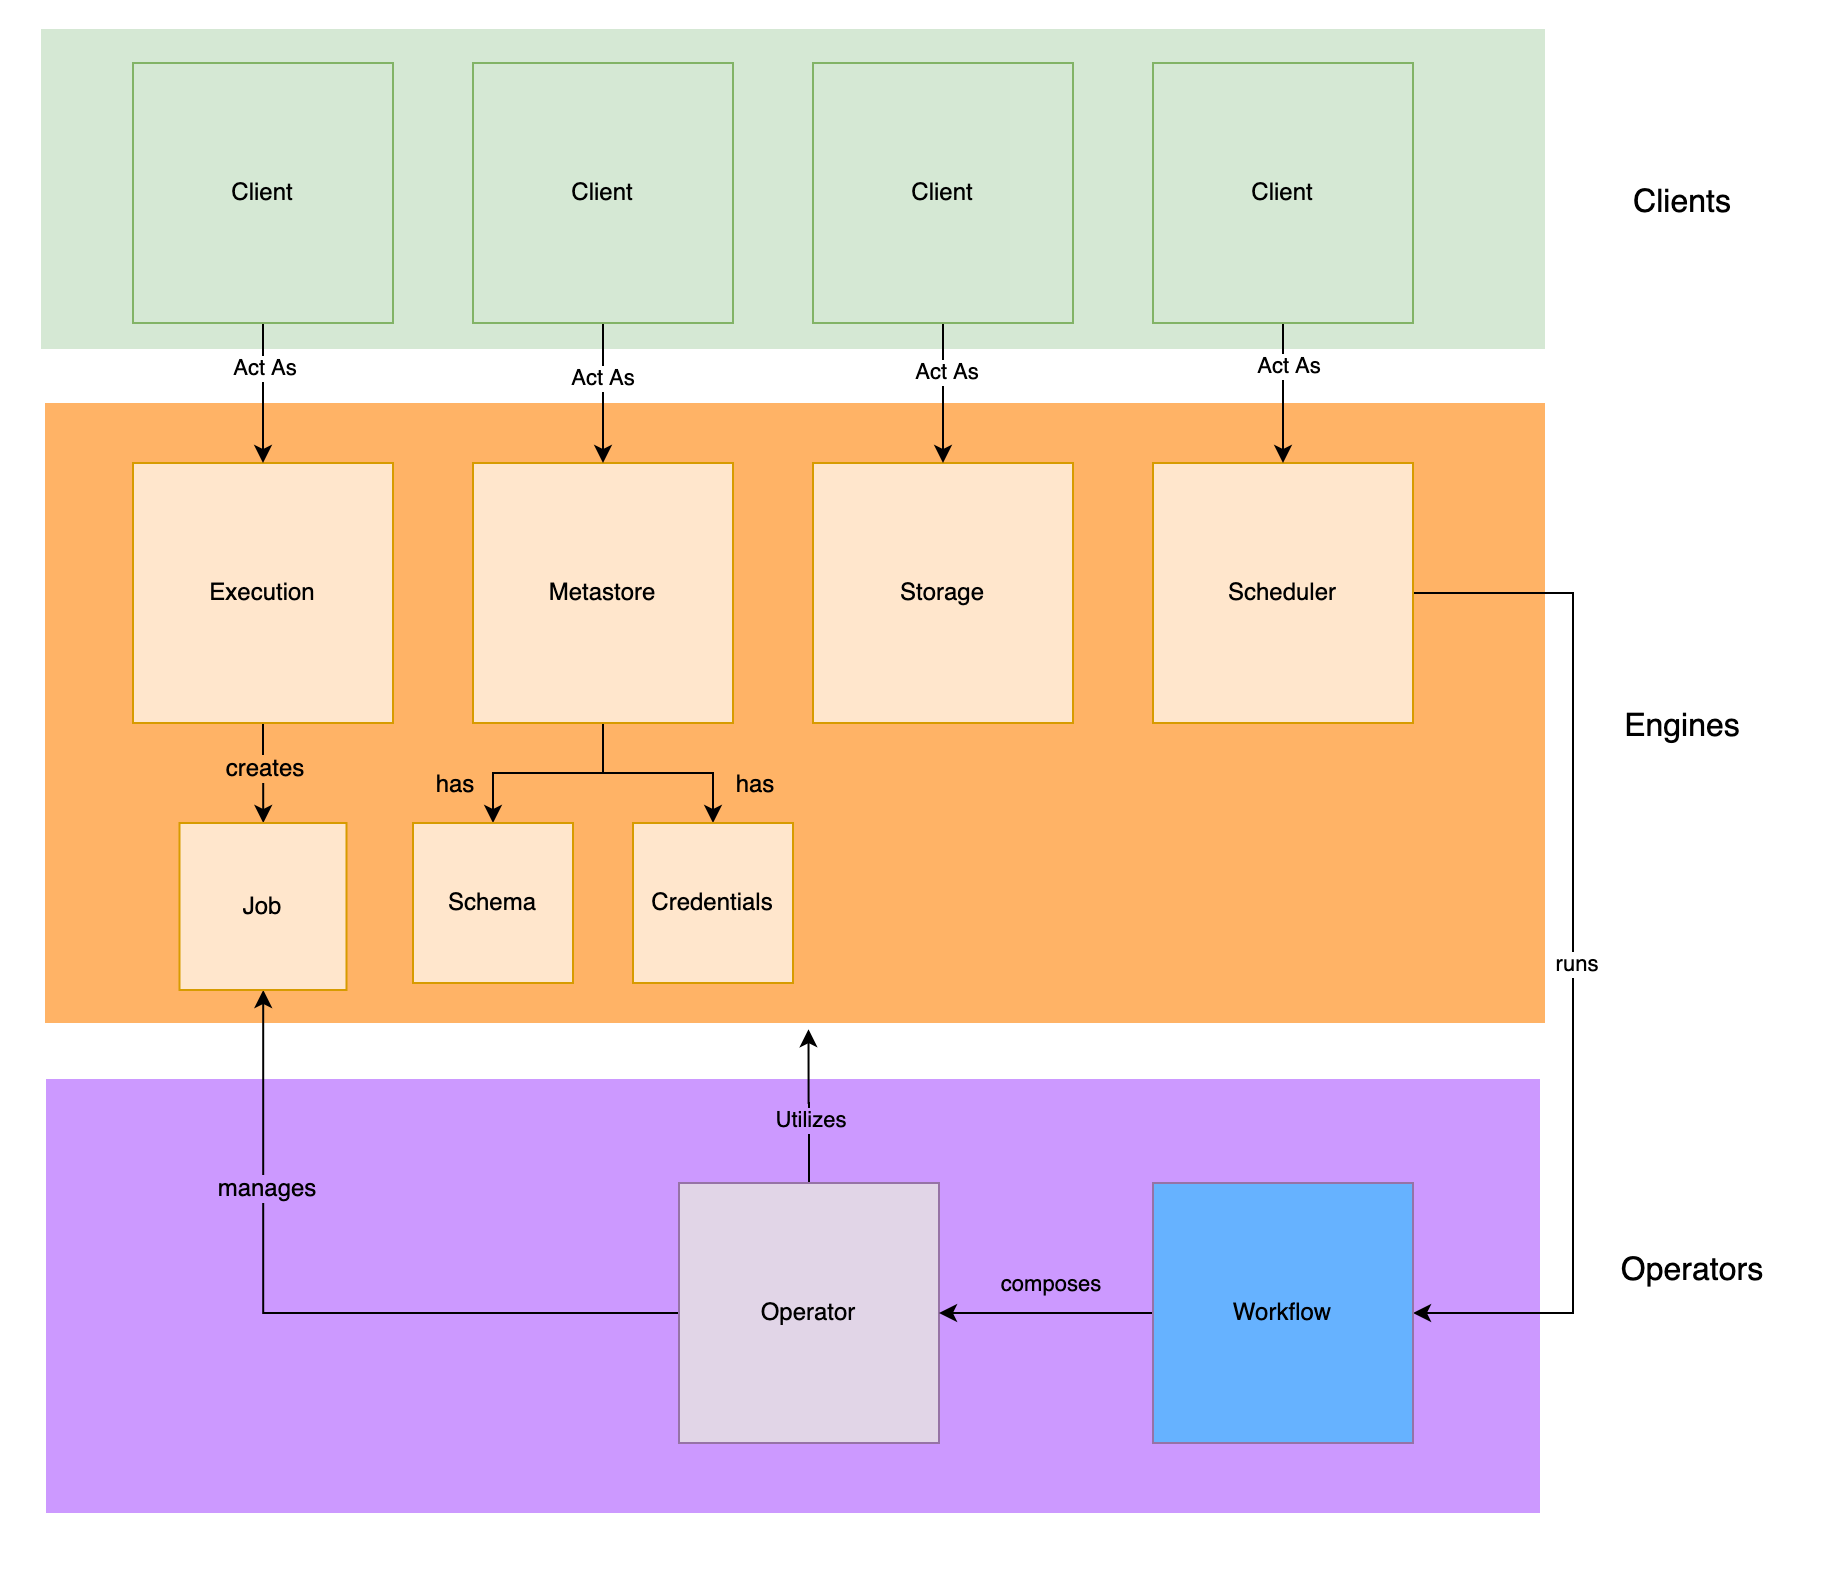 Client
Client
Client
Client
Clients
Act As
Act As
Act As
Act As
Execution
Metastore
Storage
Scheduler
Engines
creates
has
has
Job
Schema
Credentials
runs
Utilizes
manages
Operator
composes
Workflow
Operators